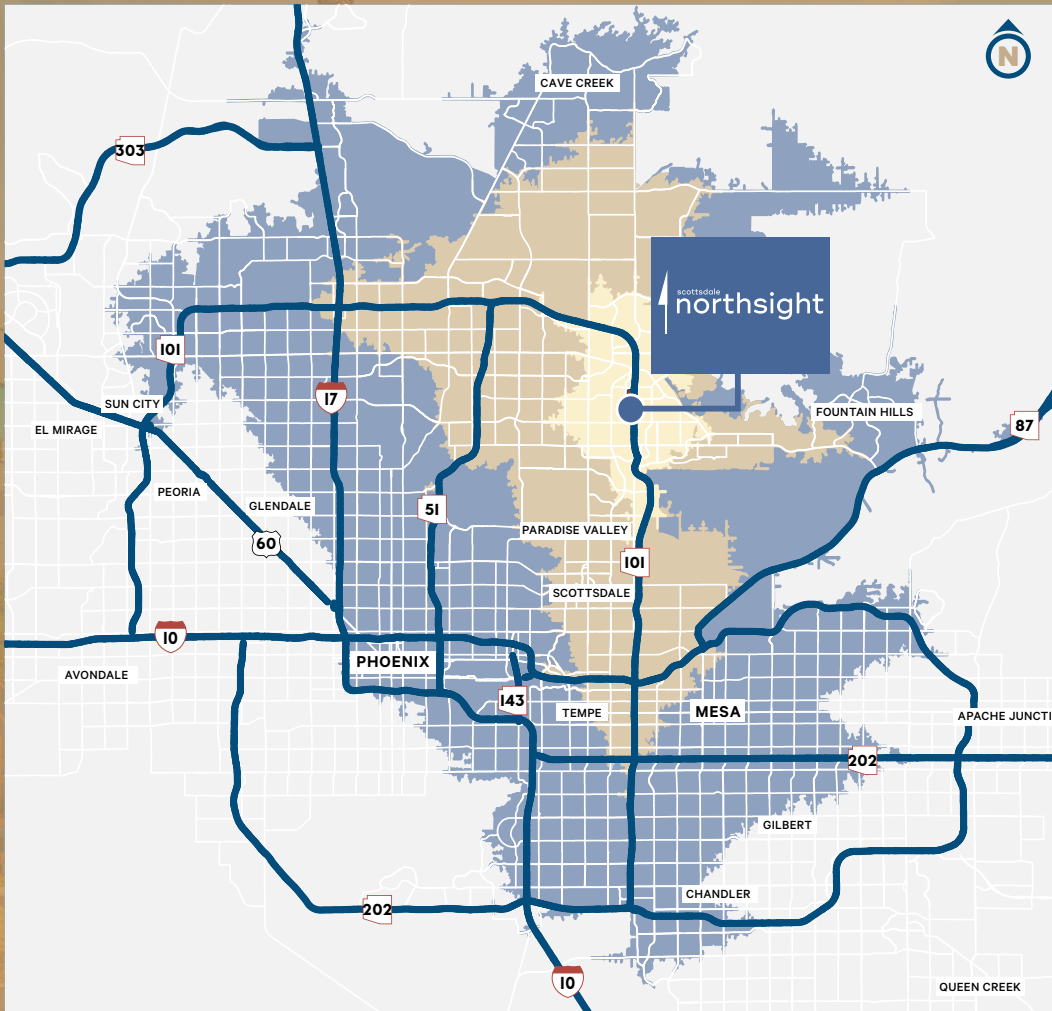 N
CAVE CREEK
303
scottsdale
northsight
101
17
SUN CITY
EL MIRAGE
FOUNTAIN HILLS
87
PEORIA
GLENDALE
51
PARADISE VALLEY
60
101
SCOTTSDALE
10
PHOENIX
AVONDALE
143
TEMPE
MESA
APACHE JUNCTI
202
GILBERT
CHANDLER
202
10
QUEEN CREEK